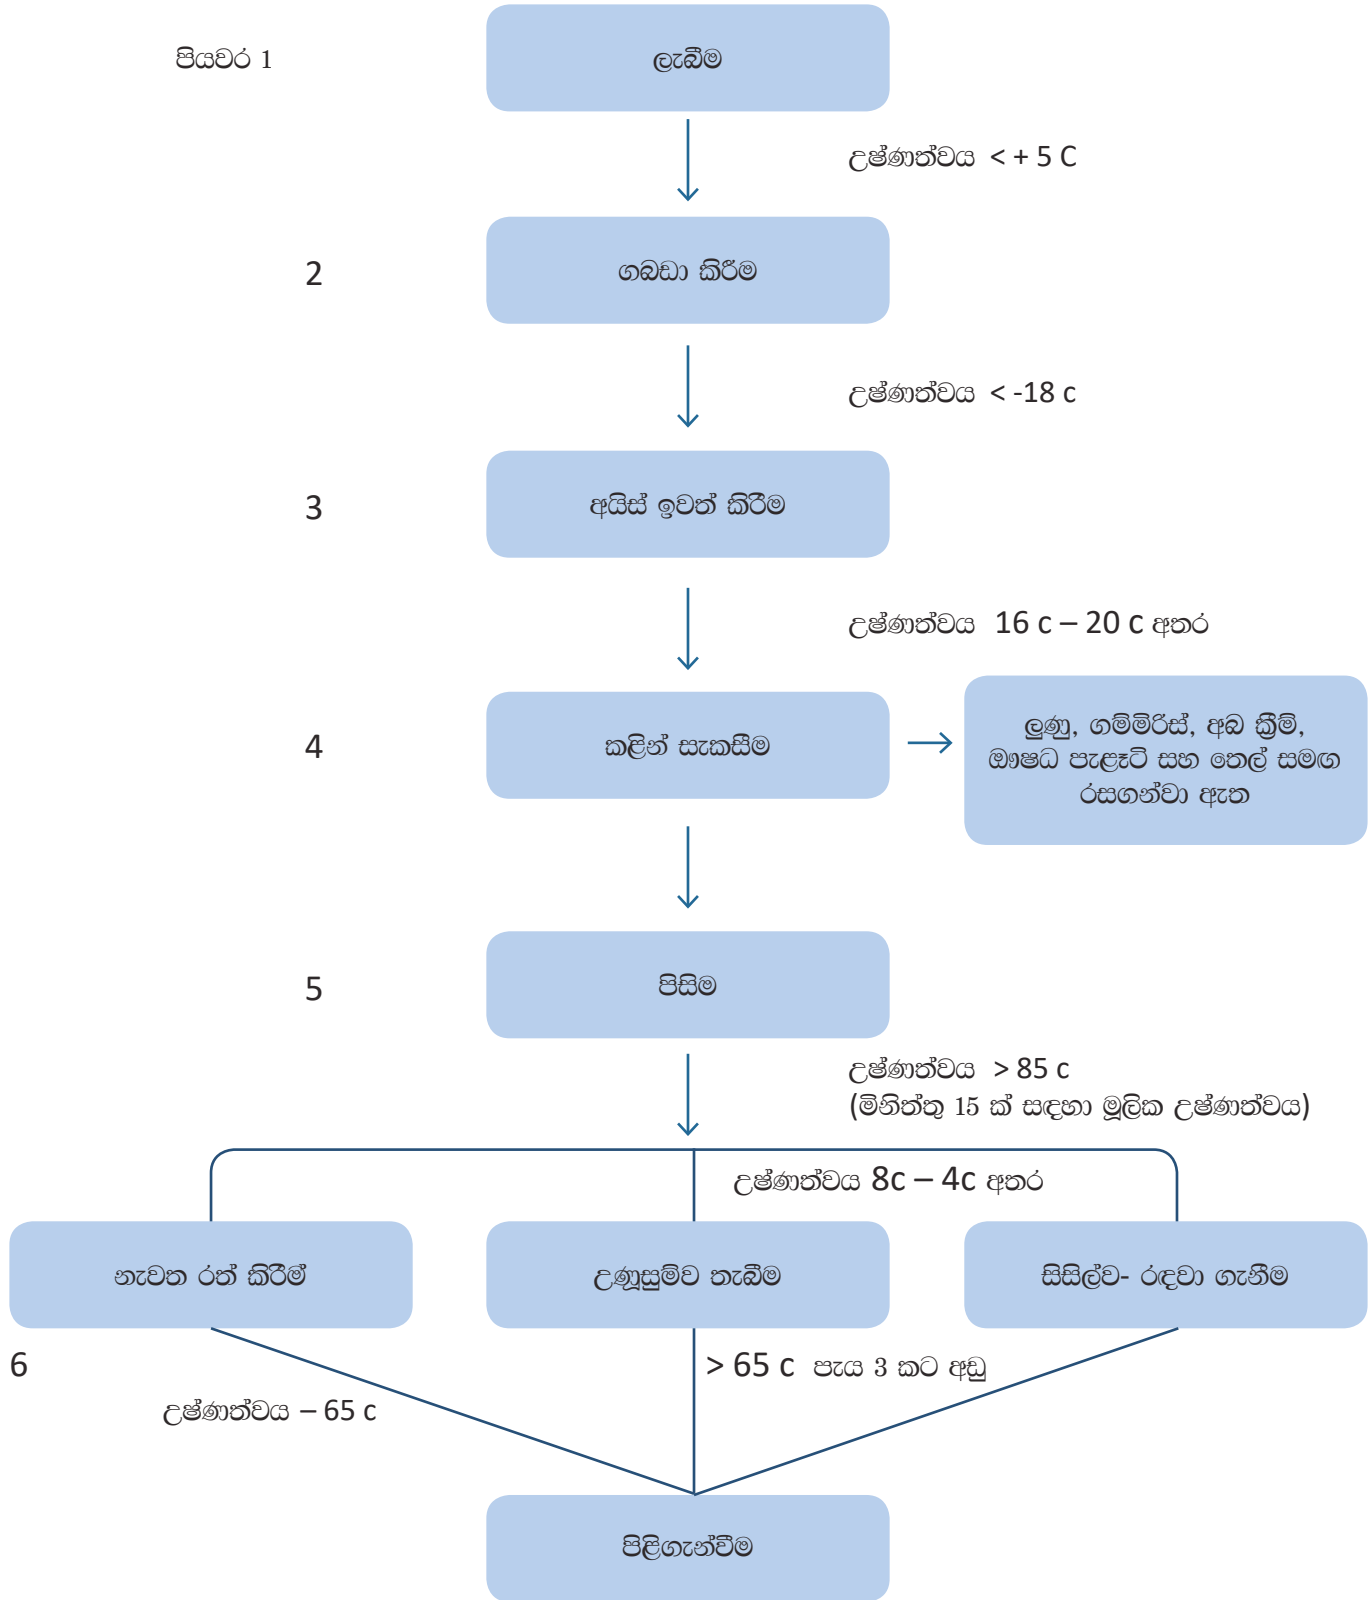 පියවර 1
ලැබීම
උෂ්ණත්වය < + 5 C
2
ගබඩා කිරීම
උෂ්ණත්වය < -18 c
3
අයිස් ඉවත් කිරීම
උෂ්ණත්වය 16 c – 20 c අතර
4
කළින් සැකසීම
ලුණු, ගම්මිරිස්, අබ ක්‍රීම්,
ඖෂධ පැළෑටි සහ තෙල් සමඟ
රසගන්වා ඇත
5
පිසිම
උෂ්ණත්වය > 85 c
(මිනිත්තු 15 ක් සඳහා මූලික උෂ්ණත්වය)
උෂ්ණත්වය 8c – 4c අතර
නැවත රත් කිරීම්
උණූසුම්ව තැබීම
සිසිල්ව- රඳවා ගැනීම
6
> 65 c පැය 3 කට අඩු
උෂ්ණත්වය – 65 c
පිළිගැන්වීම